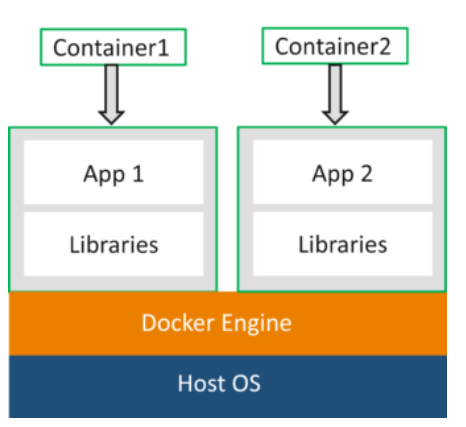 Container1
Container2
App 1
Libraries
App 2
Libraries
Docker Engine
Host OS